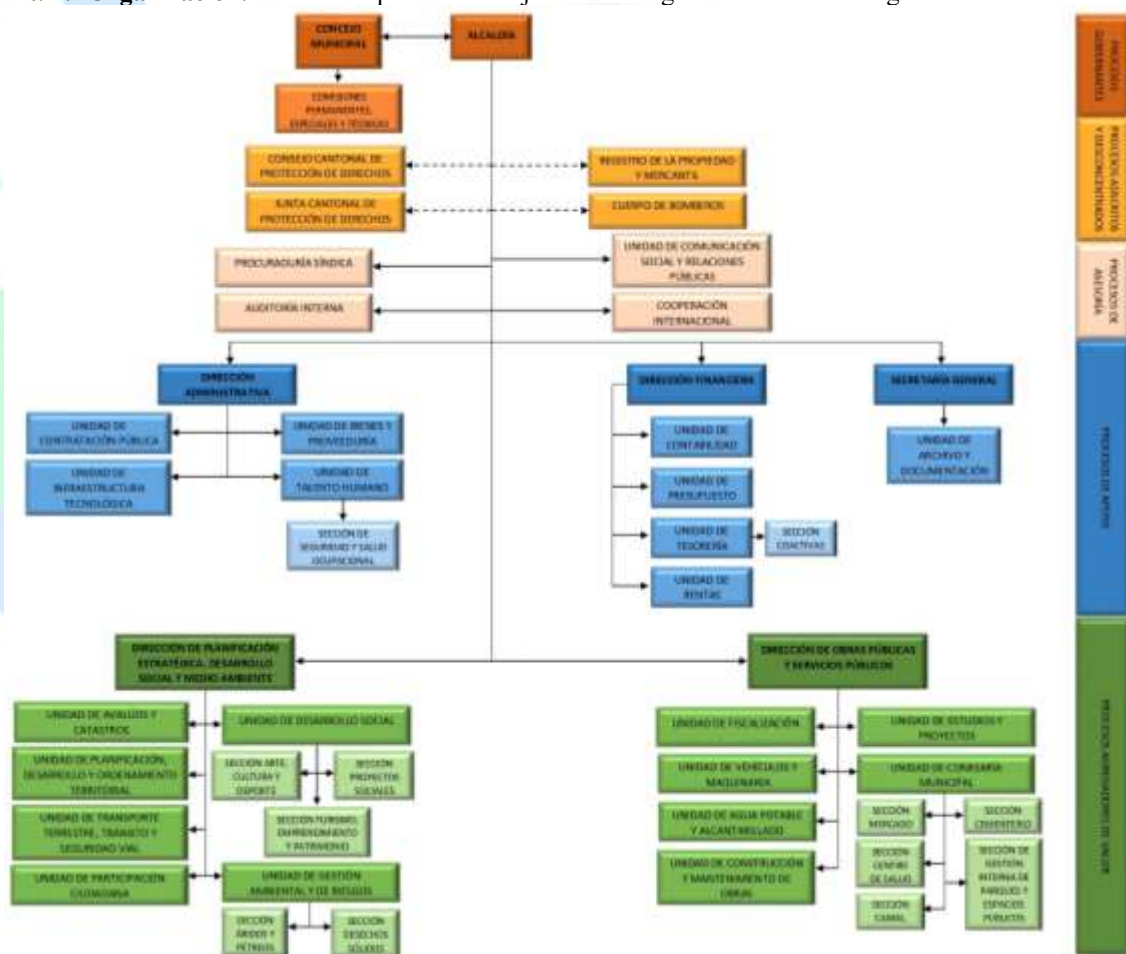 CONCEJO
MUNICIPAL
ALCALDÍA
COMISIONES
PERMANENTES,
ESPECIALES Y TÉCNICAS
CONSEJO CANTONAL DE
PROTECCIÓN DE DERECHOS
REGISTRO DE LA PROPIEDAD
Y MERCANTIL
JUNTA CANTONAL DE
PROTECCIÓN DE DERECHOS
CUERPO DE BOMBEROS
PROCURADURÍA SÍNDICA
UNIDAD DE COMUNICACIÓN
SOCIAL Y RELACIONES
PÚBLICAS
AUDITORÍA INTERNA
COOPERACIÓN
INTERNACIONAL
DIRECCIÓN
ADMINISTRATIVA
DIRECCIÓN FINANCIERA
SECRETARÍA GENERAL
UNIDAD DE
CONTRATACIÓN PÚBLICA
UNIDAD DE BIENES Y
PROVEEDURÍA
UNIDAD DE
INFRAESTRUCTURA
TECNOLÓGICA
UNIDAD DE
TALENTO HUMANO
SECCIÓN DE
SEGURIDAD Y SALUD
OCUPACIONAL
UNIDAD DE
CONTABILIDAD
UNIDAD DE
PRESUPUESTO
UNIDAD DE
TESORERÍA
SECCIÓN
COACTIVAS
UNIDAD DE
RENTAS
UNIDAD DE
ARCHIVO Y
DOCUMENTACIÓN
DIRECCIÓN DE PLANIFICACIÓN
ESTRATÉGICA, DESARROLLO
SOCIAL Y MEDIO AMBIENTE
DIRECCIÓN DE OBRAS PÚBLICAS
Y SERVICIOS PÚBLICOS
UNIDAD DE AVALÚOS Y
CATASTROS
UNIDAD DE DESARROLLO SOCIAL
SECCIÓN ARTE,
CULTURA Y
DEPORTE
SECCIÓN
PROYECTOS
SOCIALES
UNIDAD DE PLANIFICACIÓN,
DESARROLLO Y ORDENAMIENTO
TERRITORIAL
SECCIÓN TURISMO,
EMPRENDIMIENTO
Y PATRIMONIO
UNIDAD DE TRANSPORTE
TERRESTRE, TRÁNSITO Y
SEGURIDAD VIAL
UNIDAD DE PARTICIPACIÓN
CIUDADANA
UNIDAD DE GESTIÓN
AMBIENTAL Y DE RIESGOS
SECCIÓN
ÁRIDOS Y
PÉTREOS
SECCIÓN
DESECHOS
SÓLIDOS
UNIDAD DE FISCALIZACIÓN
UNIDAD DE ESTUDIOS Y
PROYECTOS
UNIDAD DE VEHÍCULOS Y
MAQUINARIA
UNIDAD DE COMISARÍA
MUNICIPAL
UNIDAD DE AGUA POTABLE
Y ALCANTARILLADO
UNIDAD DE CONSTRUCCIÓN
Y MANTENIMIENTO DE
OBRAS
SECCIÓN
MERCADO
SECCIÓN
CEMENTERIO
SECCIÓN
CENTRO
DE SALUD
SECCIÓN DE
GESTIÓN
INTERNA DE
PARQUES Y
ESPACIOS
PÚBLICOS
SECCIÓN
CAMAL
PROCESOS
GOBERNANTES
PROCESOS ADSCRITOS
Y DESCONCENTRADOS
PROCESOS DE
ASESORÍA
PROCESOS DE APOYO
PROCESOS AGREGADORES DE VALOR